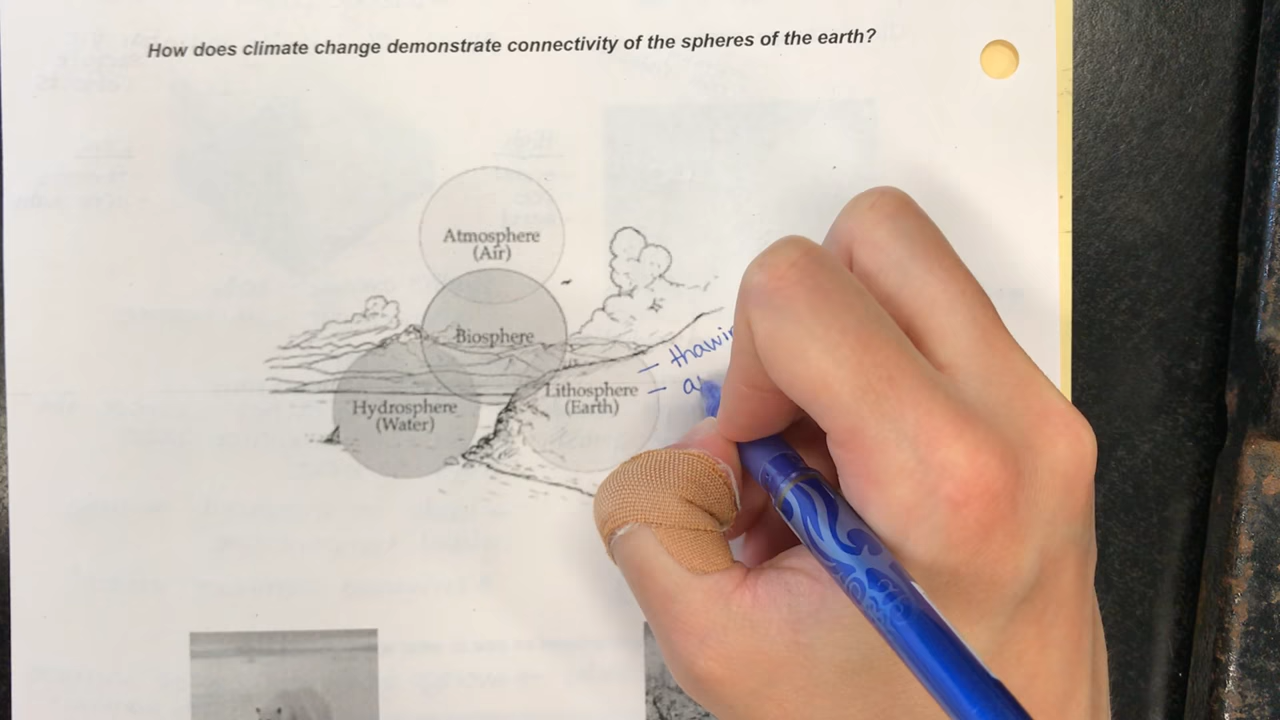 How does climate change demonstrate connectivity of the spheres of the earth?
Atmosphere
(Air)
Biosphere
Lithosphere
(Earth)
Hydrosphere
(Water)